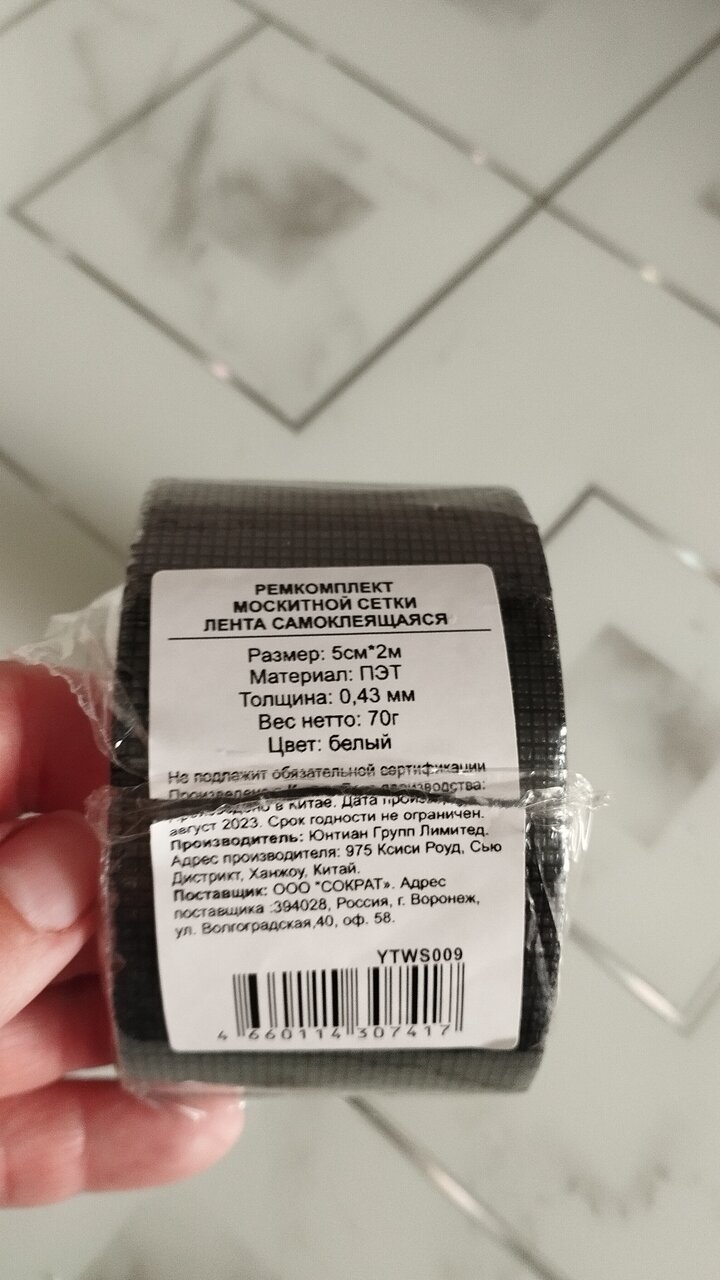 РЕМКОМПЛЕКТ
МОСКИТНОЙ СЕТКИ
ЛЕНТА САМОКЛЕЯЩАЯСЯ
Размер: 5см*2м
Материал: ПЭТ
Толщина: 0,43 мм
Вес нетто: 70г
Цвет: белый
Не подлежит обязательной сертификации
производства:
в Китае. Дата
август 2023. Срок годности не ограничен.
Производитель: Юнтиан Групп Лимитед.
Адрес производителя: 975 Ксиси Роуд, Сью
Дистрикт, Ханжоу, Китай.
Поставщик: ООО "СОКРАТ». Адрес
поставщика :394028, Россия, г. Воронеж,
ул. Волгоградская,40, оф. 58.
YTWS009
4 660114 307417